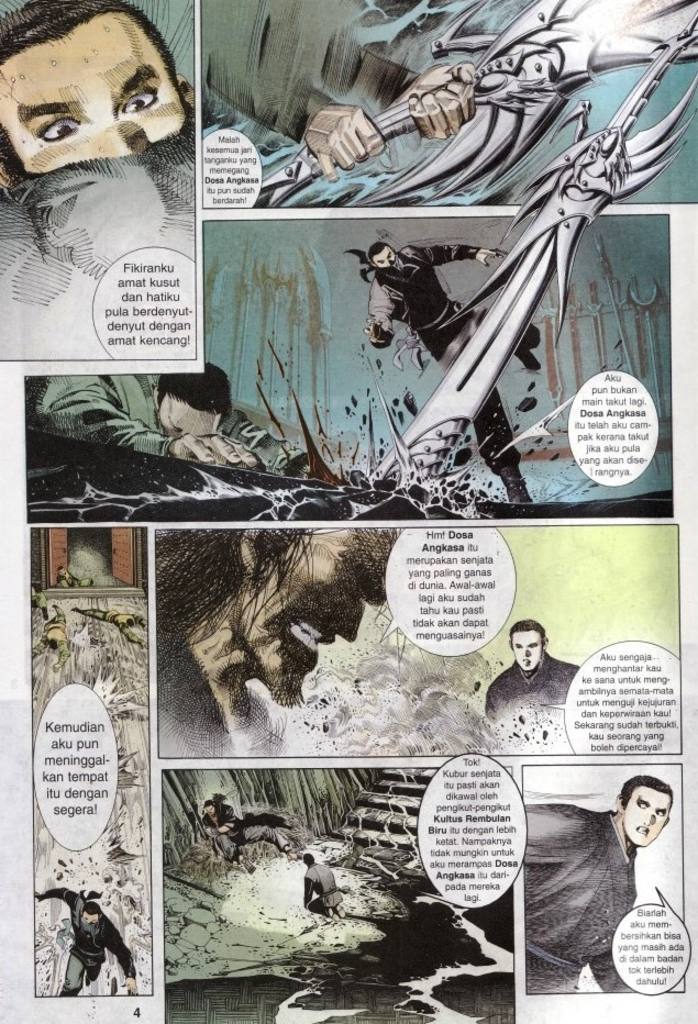 Fikiranku
amat kusut
dan hatiku
pula berdenyut-
denyut dengan
amat kencang!
Malah
kesemua jari
tanganku yang
memegang
Dosa Angkasa
itu pun sudah
berdarah!
Aku
pun bukan
main takut lagi.
Dosa Angkasa
itu telah aku cam-
pak kerana takut
jika aku pula
yang akan dise-
rangnya.
Kemudian
aku pun
meninggal-
kan tempat
itu dengan
segera!
Hm! Dosa
Angkasa itu
merupakan senjata
yang paling ganas
di dunia. Awal-awal
lagi aku sudah
tahu kau pasti
tidak akan dapat
menguasainya!
Aku sengaja
menghantar kau
ke sana untuk meng-
ambilnya semata-mata
untuk menguji kejujuran
dan keperwiraan kau!
Sekarang sudah terbukti,
kau seorang yang
boleh dipercayai!
Tok!
Kubur senjata
itu pasti akan
dikawal oleh
pengikut-pengikut
Kultus Rembulan
Biru itu dengan lebih
ketat. Nampaknya
tidak mungkin untuk
aku merampas Dosa
Angkasa itu dari-
pada mereka
lagi.
Biarlah
aku mem-
bersihkan bisa
yang masih ada
di dalam badan
tok terlebih
dahulu!
4